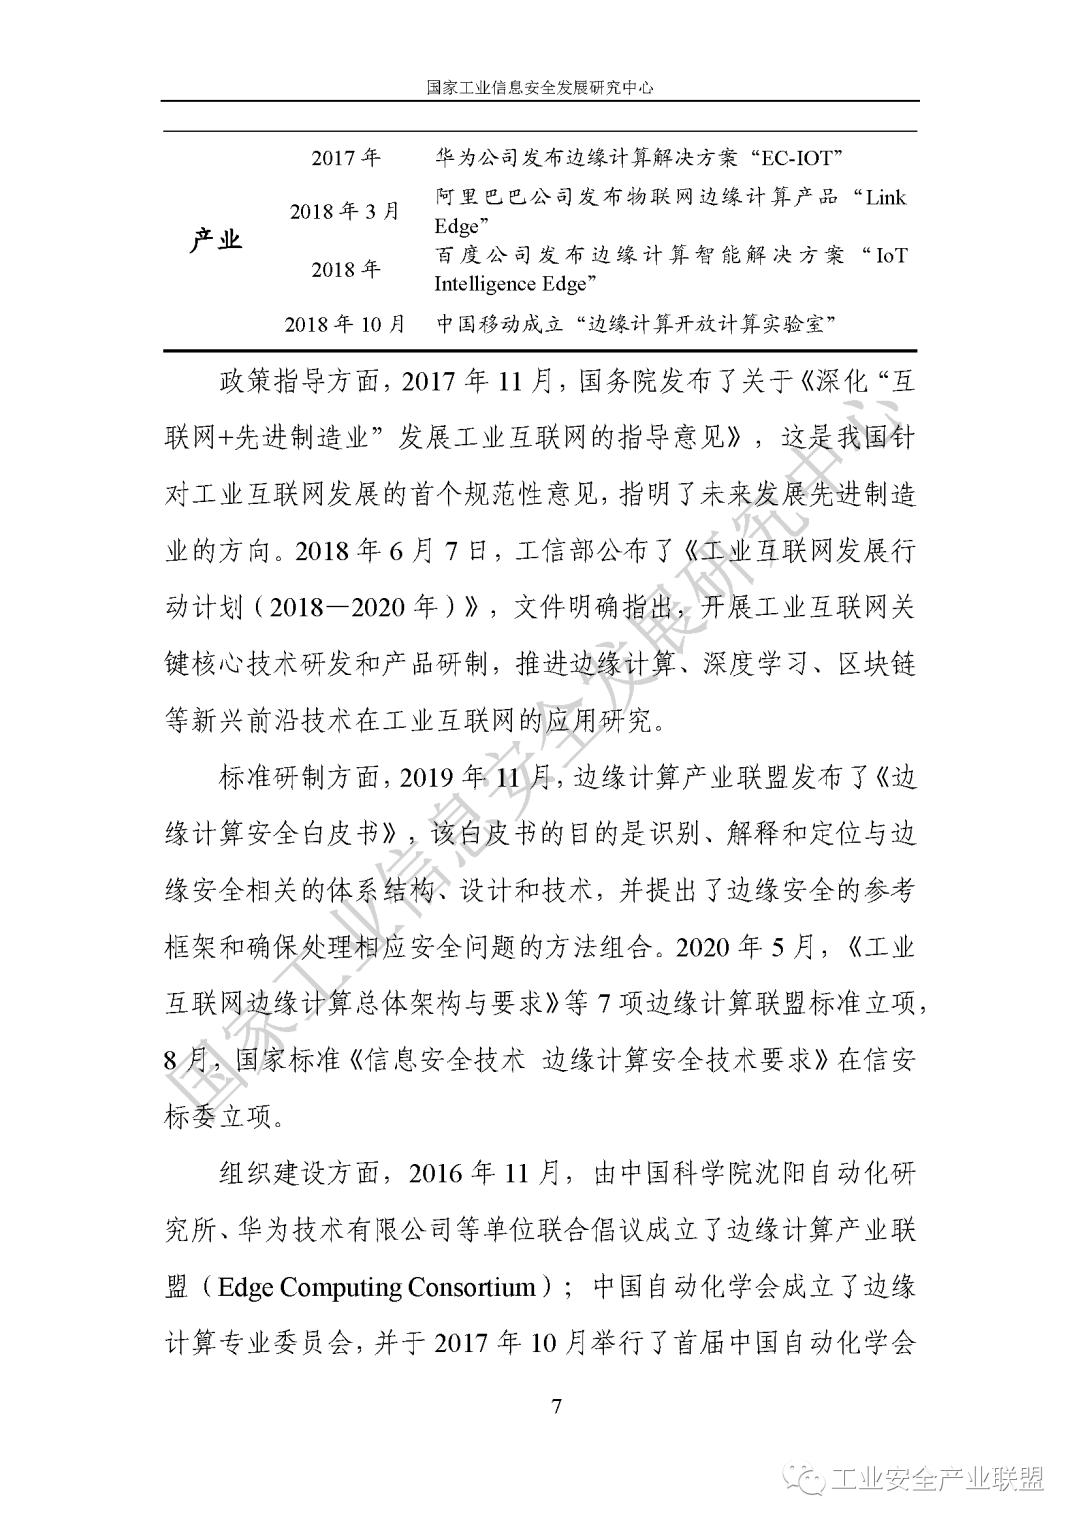 国家工业信息安全发展研究中心
产业
2017 年 华为公司发布边缘计算解决方案“EC-IOT”
2018 年 3 月 阿里巴巴公司发布物联网边缘计算产品“Link
Edge”
2018 年 百度公司发布边缘计算智能解决方案“IoT
Intelligence Edge”
2018 年 10 月 中国移动成立“边缘计算开放计算实验室”
政策指导方面，2017 年 11 月，国务院发布了关于《深化“互
联网+先进制造业”发展工业互联网的指导意见》，这是我国针
对工业互联网发展的首个规范性意见，指明了未来发展先进制造
业的方向。2018 年 6 月 7 日，工信部公布了《工业互联网发展行
动计划（2018—2020 年）》，文件明确指出，开展工业互联网关
键核心技术研发和产品研制，推进边缘计算、深度学习、区块链
等新兴前沿技术在工业互联网的应用研究。
标准研制方面，2019 年 11 月，边缘计算产业联盟发布了《边
缘计算安全白皮书》，该白皮书的目的是识别、解释和定位与边
缘安全相关的体系结构、设计和技术，并提出了边缘安全的参考
框架和确保处理相应安全问题的方法组合。2020 年 5 月，《工业
互联网边缘计算总体架构与要求》等 7 项边缘计算联盟标准立项，
8 月，国家标准《信息安全技术 边缘计算安全技术要求》在信安
标委立项。
组织建设方面，2016 年 11 月，由中国科学院沈阳自动化研
究所、华为技术有限公司等单位联合倡议成立了边缘计算产业联
盟（Edge Computing Consortium）；中国自动化学会成立了边缘
计算专业委员会，并于 2017 年 10 月举行了首届中国自动化学会
国家工业信息安全发展研究中心
7
工业安全产业联盟